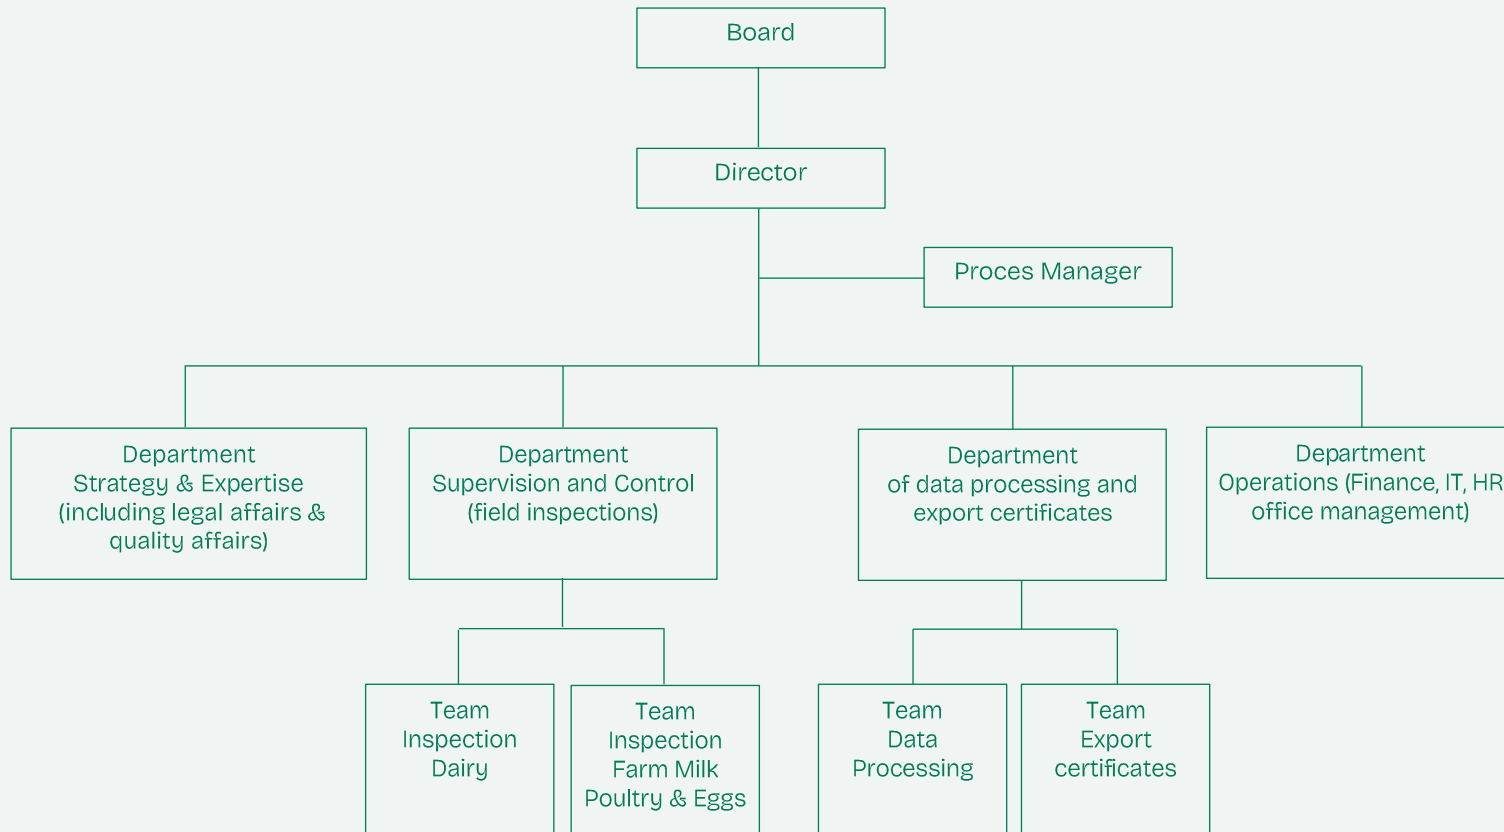 Board
Director
Proces Manager
Department
Strategy & Expertise
(including legal affairs &
quality affairs)
Department
Supervision and Control
(field inspections)
Department
of data processing and
export certificates
Department
Operations (Finance, IT, HR
office management)
Team
Inspection
Dairy
Team
Inspection
Farm Milk
Poultry & Eggs
Team
Data
Processing
Team
Export
certificates